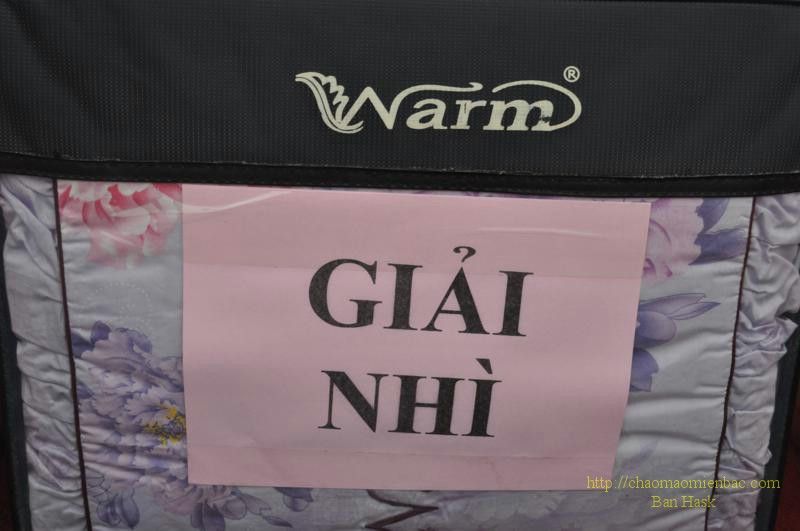 Warm®
GIẢI
NHÌ
http://chaomaomienbac.com
Ban Hask